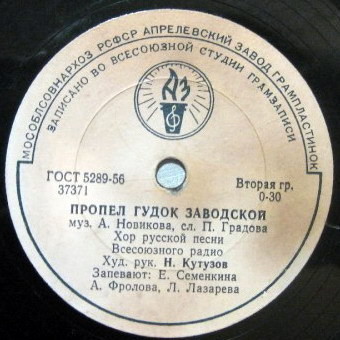 МОСОБЛСОВНАРХОЗ РСФСР АПРЕЛЕВСКИЙ ЗАВОД ГРАМПЛАСТИНОК
ЗАПИСАНО ВО ВСЕСОЮЗНОЙ СТУДИИ ГРАМЗАПИСИ
АЗ
ГОСТ 5289-56
37371
Вторая гр.
0-30
ПРОПЕЛ ГУДОК ЗАВОДСКОЙ
муз. А. Новикова, сл. П. Градова
Хор русской песни
Всесоюзного радио
Худ. рук. Н. Кутузов
Запевают: Е. Семенкина
А. Фролова, Л. Лазарева